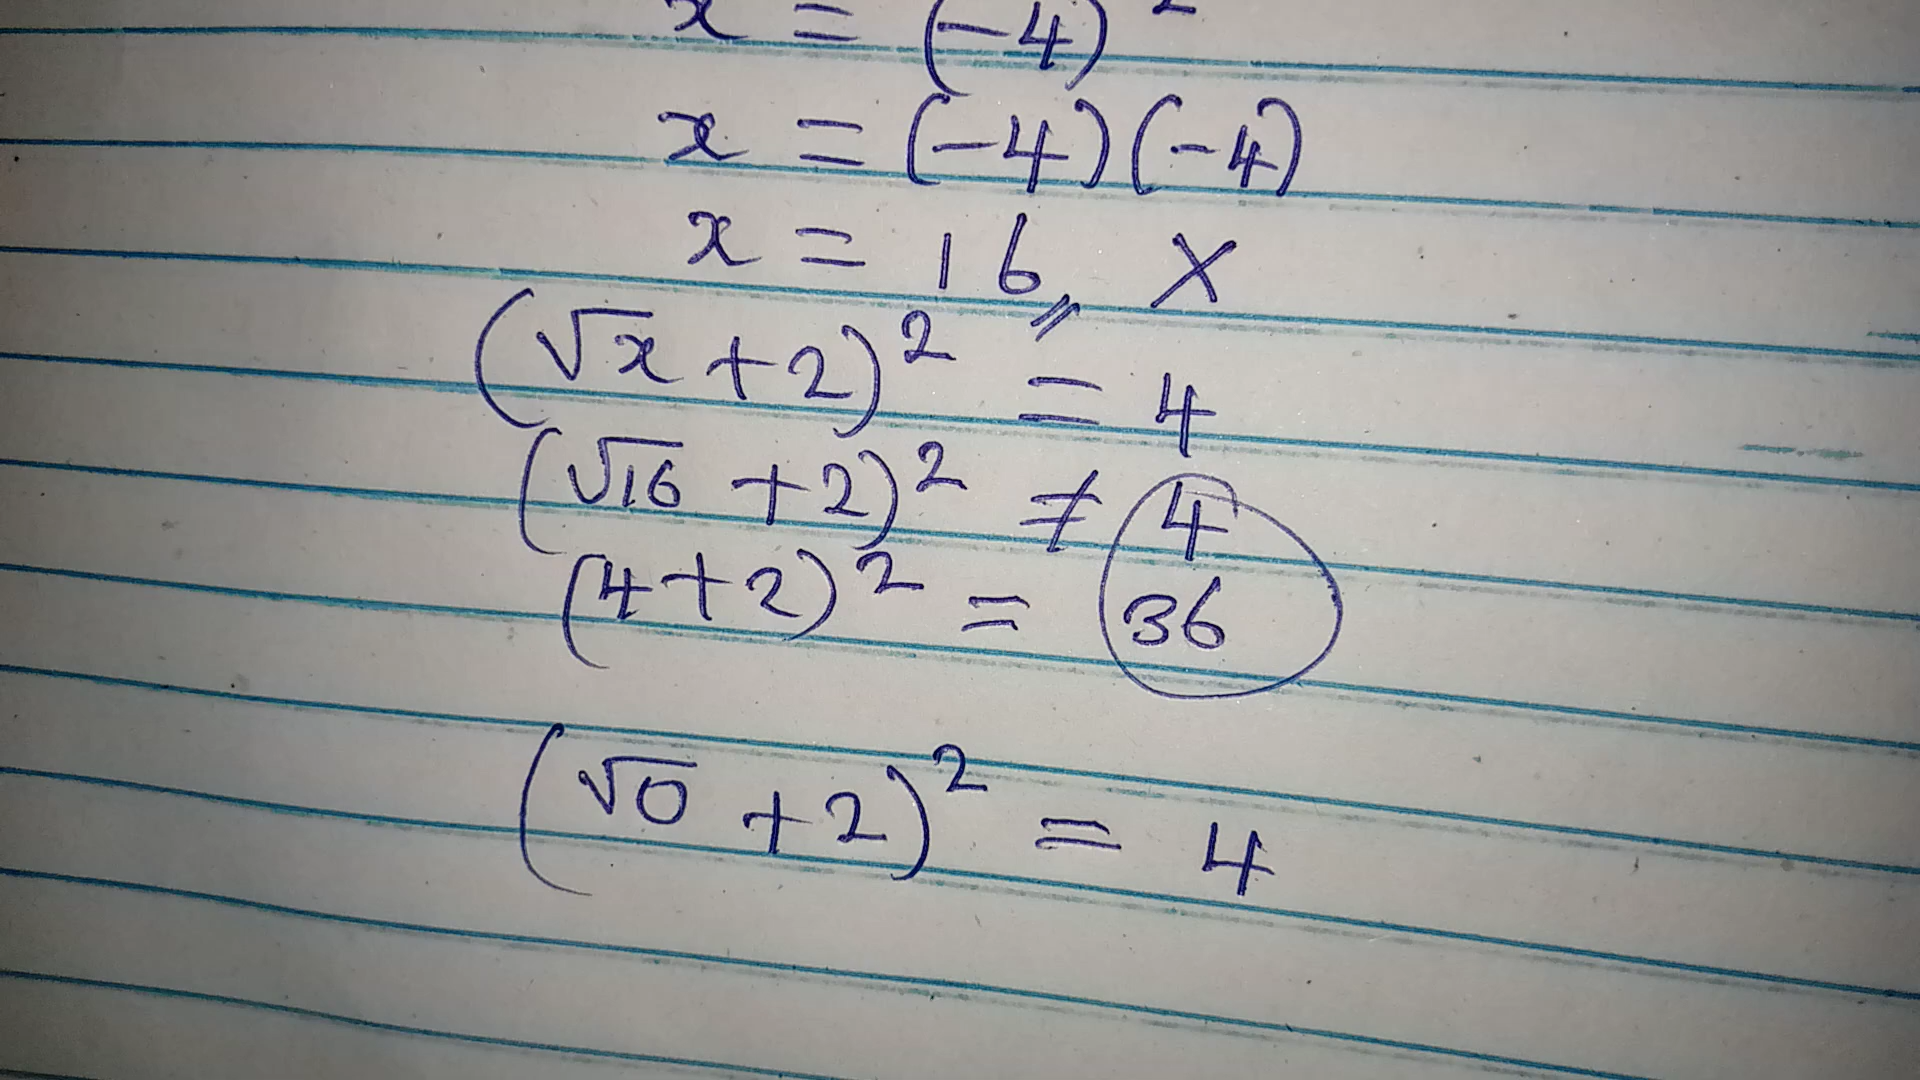 x = (-4)²
x = (-4)(-4)
x = 16,, X
(√x + 2)² = 4
(√16 + 2)² ≠ 4
(4+2)² = 36
(√0 + 2)² = 4